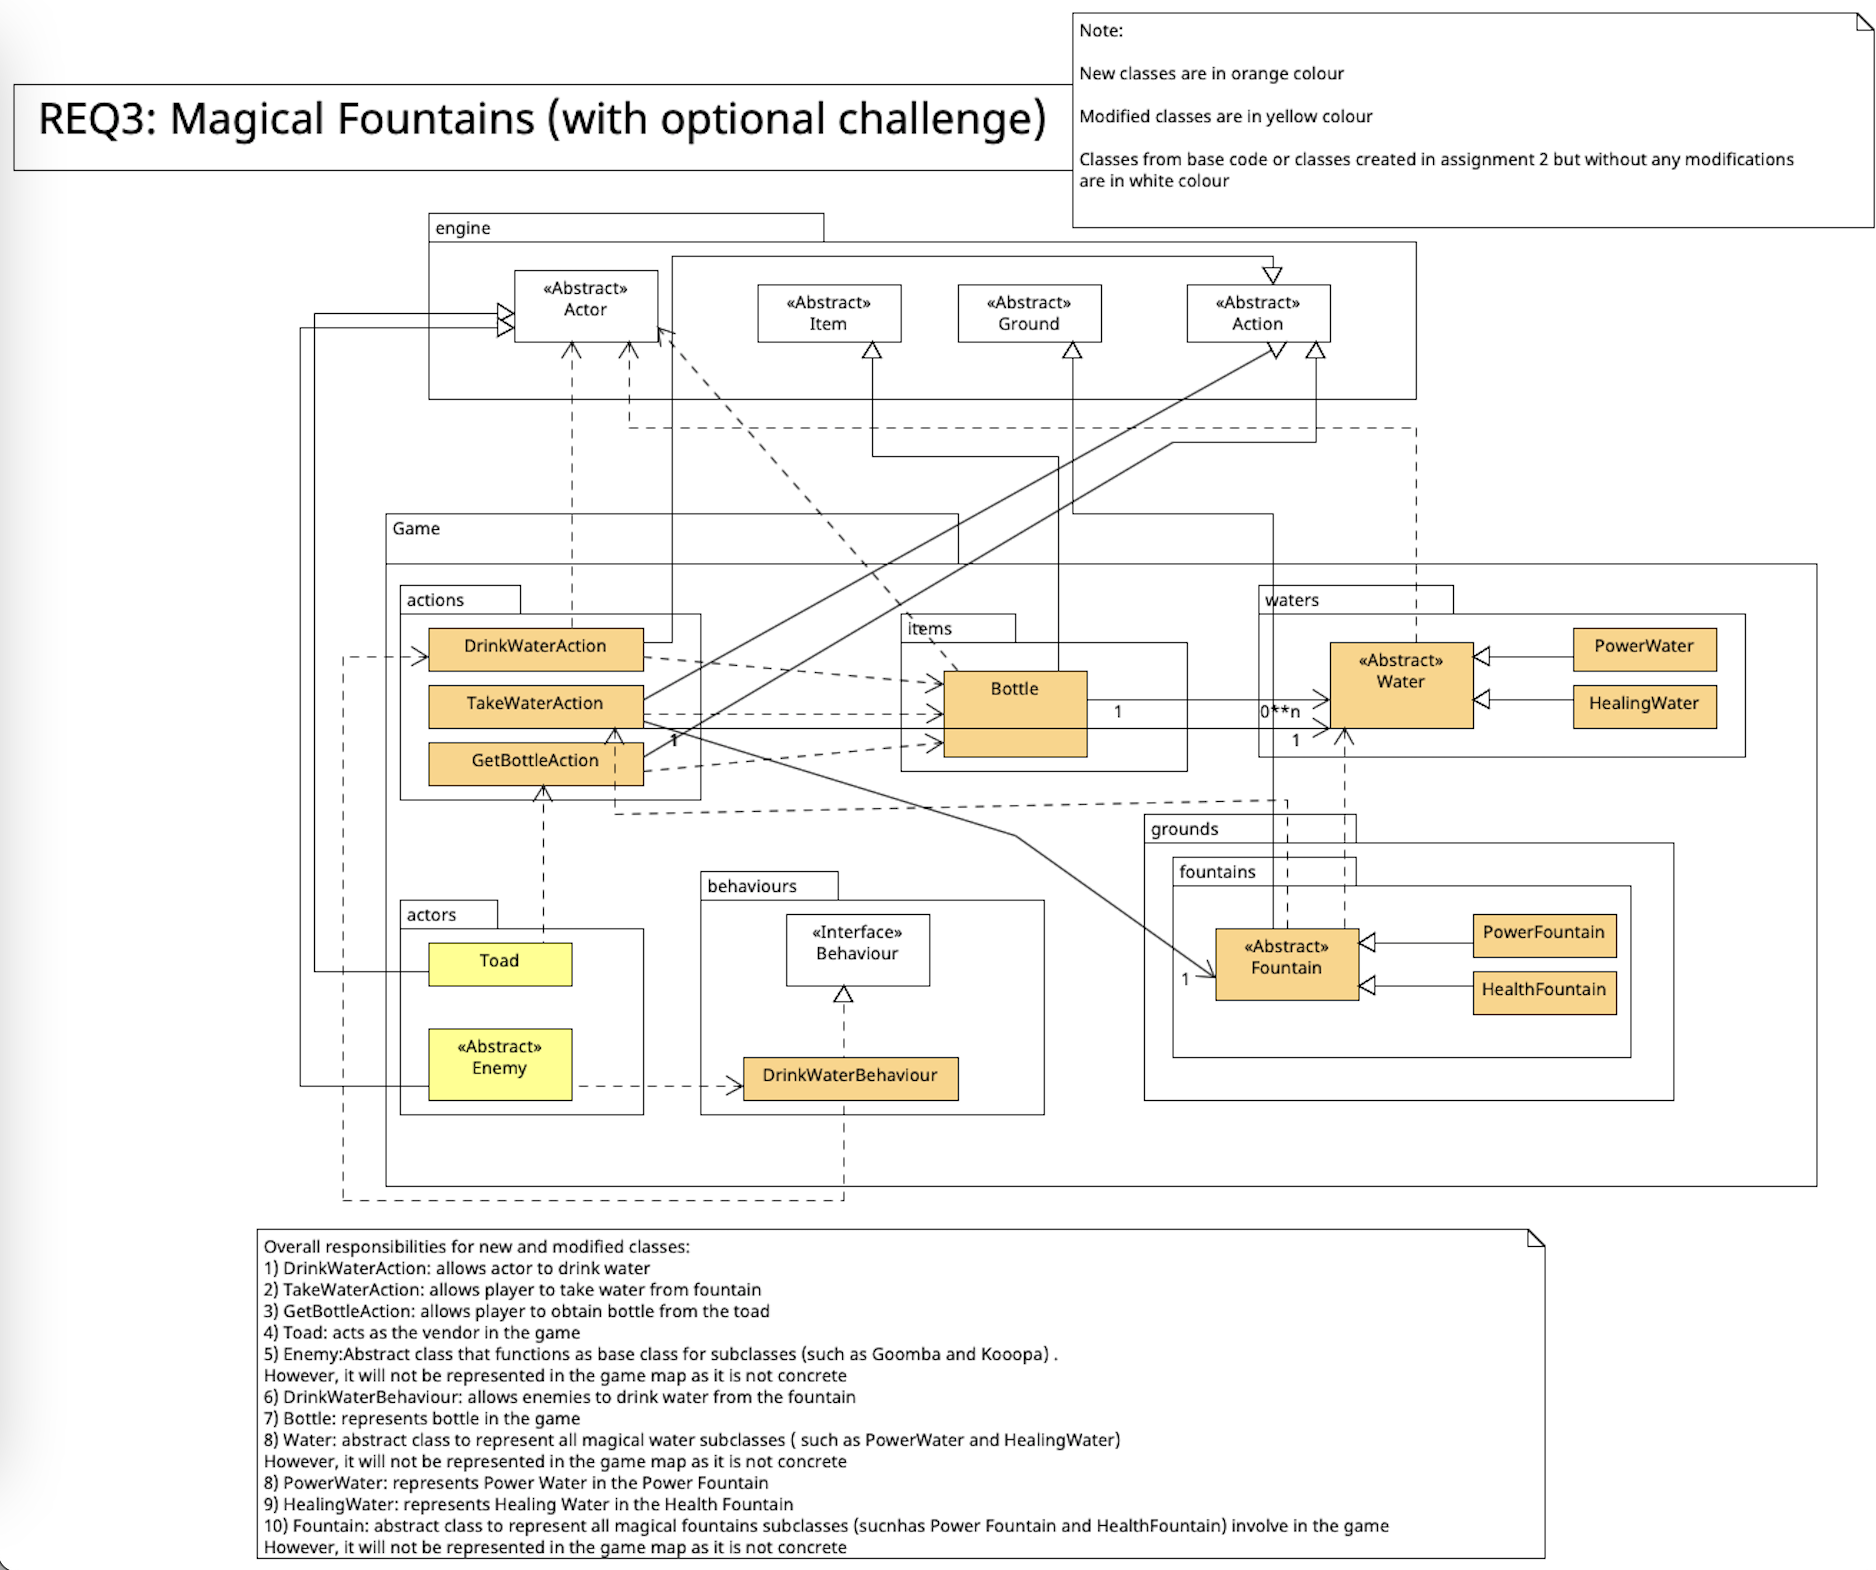 REQ3: Magical Fountains (with optional challenge)
Note:
New classes are in orange colour
Modified classes are in yellow colour
Classes from base code or classes created in assignment 2 but without any modifications
are in white colour
engine
«Abstract»
Actor
«Abstract»
Item
«Abstract»
Ground
«Abstract»
Action
Game
actions
DrinkWaterAction
TakeWaterAction
GetBottleAction
1
items
Bottle
1
0**n
1
waters
«Abstract»
Water
PowerWater
HealingWater
actors
Toad
«Abstract»
Enemy
behaviours
«Interface»
Behaviour
DrinkWaterBehaviour
grounds
fountains
1
«Abstract»
Fountain
PowerFountain
HealthFountain
Overall responsibilities for new and modified classes:
1) DrinkWaterAction: allows actor to drink water
2) TakeWaterAction: allows player to take water from fountain
3) GetBottleAction: allows player to obtain bottle from the toad
4) Toad: acts as the vendor in the game
5) Enemy:Abstract class that functions as base class for subclasses (such as Goomba and Kooopa) .
However, it will not be represented in the game map as it is not concrete
6) DrinkWaterBehaviour: allows enemies to drink water from the fountain
7) Bottle: represents bottle in the game
8) Water: abstract class to represent all magical water subclasses ( such as PowerWater and HealingWater)
However, it will not be represented in the game map as it is not concrete
8) PowerWater: represents Power Water in the Power Fountain
9) HealingWater: represents Healing Water in the Health Fountain
10) Fountain: abstract class to represent all magical fountains subclasses (sucnhas Power Fountain and HealthFountain) involve in the game
However, it will not be represented in the game map as it is not concrete